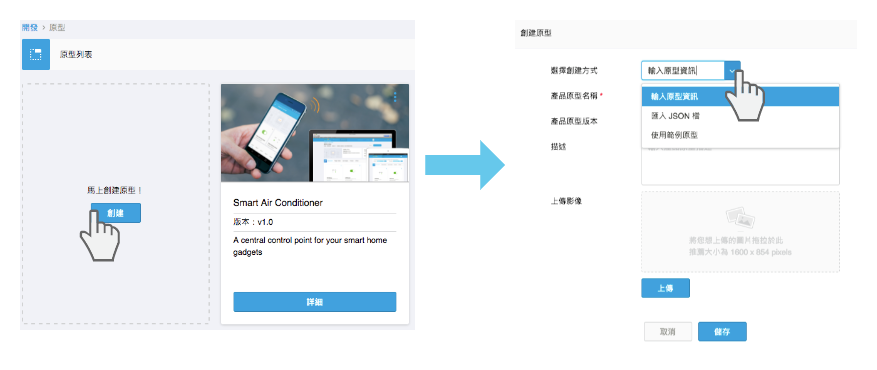 開發 > 原型
原型列表
馬上創建原型！
創建
Smart Air Conditioner
版本：v1.0
A central control point for your smart home
gadgets
詳細
創建原型
選擇創建方式
輸入原型資訊
產品原型名稱 *
輸入原型資訊
匯入 JSON 檔
產品原型版本
使用範例原型
描述
上傳影像
將您想上傳的圖片拖拉於此
推薦大小為 1600 x 854 pixels
上傳
取消
儲存